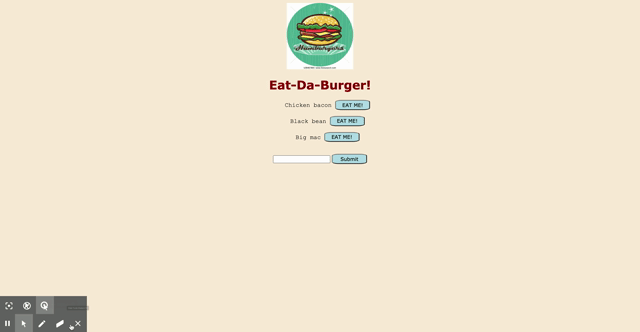 Hamburgers
Eat-Da-Burger!
Chicken bacon EAT ME!
Black bean EAT ME!
Big mac EAT ME!
Submit